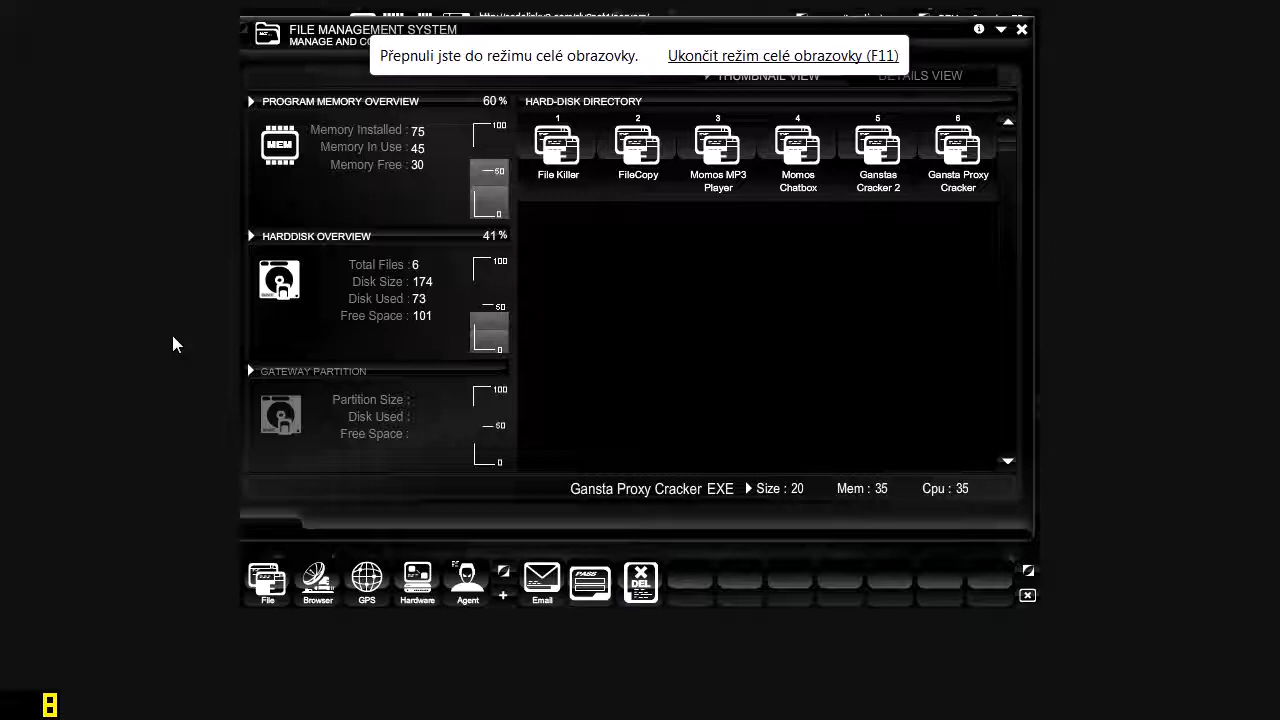 FILE MANAGEMENT SYSTEM
MANAGE AND CO
Přepnuli jste do režimu celé obrazovky. Ukončit režim celé obrazovky (F11)
THUMBNAIL VIEW DETAILS VIEW
PROGRAM MEMORY OVERVIEW 60 %
Memory Installed : 75
Memory In Use : 45
Memory Free : 30
100
50
0
HARDDISK OVERVIEW 41 %
Total Files : 6
Disk Size : 174
Disk Used : 73
Free Space : 101
100
50
0
GATEWAY PARTITION
Partition Size :
Disk Used :
Free Space :
100
50
0
HARD-DISK DIRECTORY
1 2 3 4 5 6
File Killer FileCopy Momos MP3 Player Momos Chatbox Ganstas Cracker 2 Gansta Proxy Cracker
Gansta Proxy Cracker EXE Size : 20 Mem : 35 Cpu : 35
MEM
PASS
DEL
File Browser GPS Hardware Agent Email
8